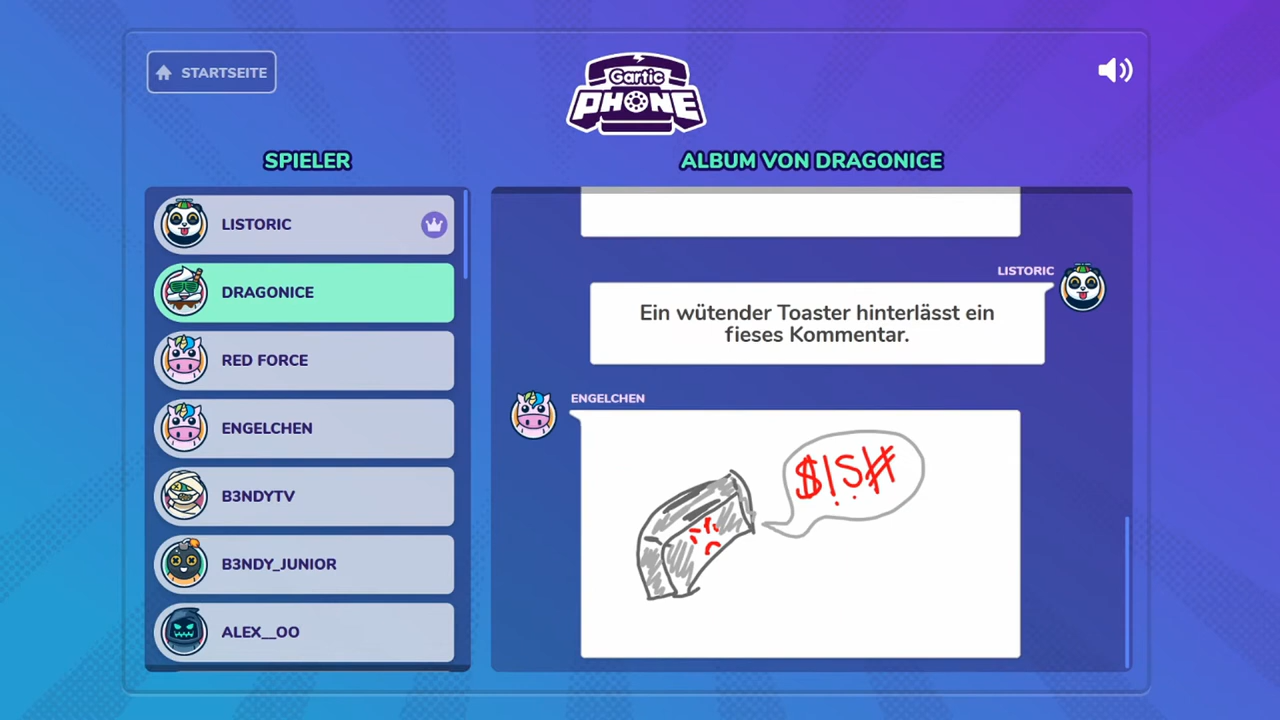 STARTSEITE
Gartic
PHONE
SPIELER
LISTORIC
DRAGONICE
RED FORCE
ENGELCHEN
B3NDYTV
B3NDY_JUNIOR
ALEX__OO
ALBUM VON DRAGONICE
LISTORIC
Ein wütender Toaster hinterlässt ein
fieses Kommentar.
ENGELCHEN
$!S#